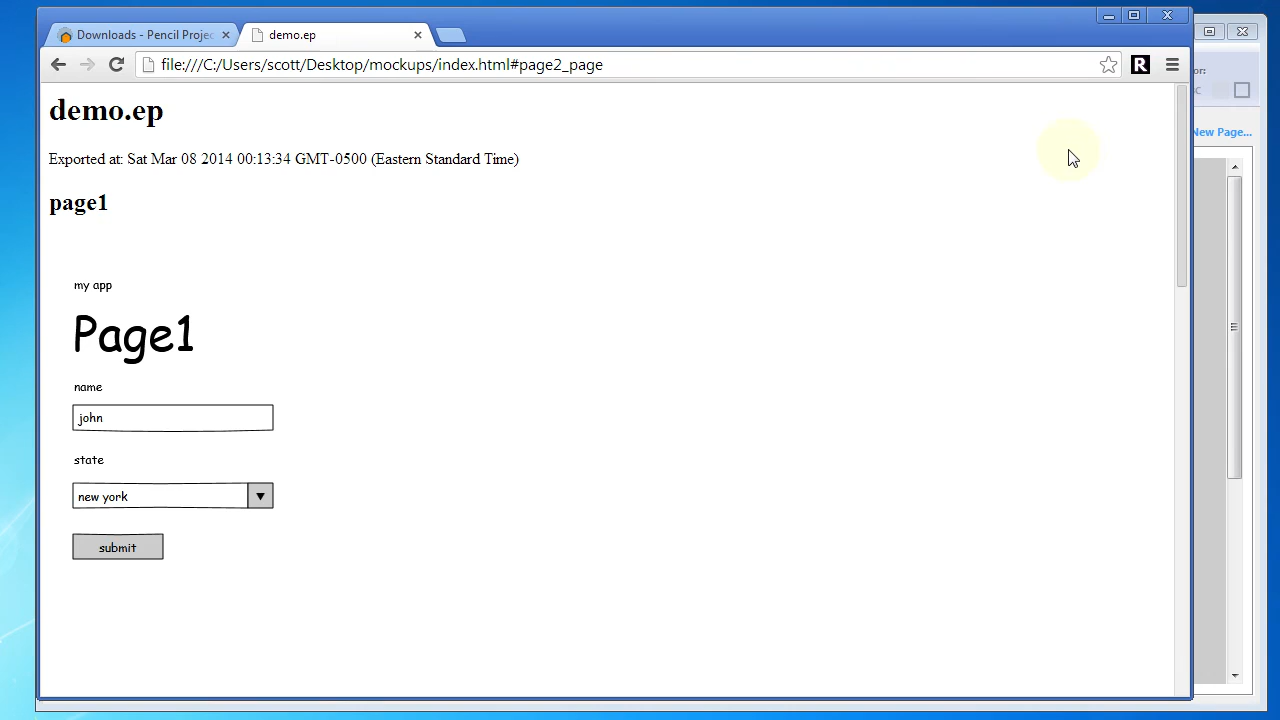 Downloads - Pencil Projec
demo.ep
file:///C:/Users/scott/Desktop/mockups/index.html#page2_page
R
or:
C
New Page...
demo.ep
Exported at: Sat Mar 08 2014 00:13:34 GMT-0500 (Eastern Standard Time)
page1
my app
Page1
name
john
state
new york
submit